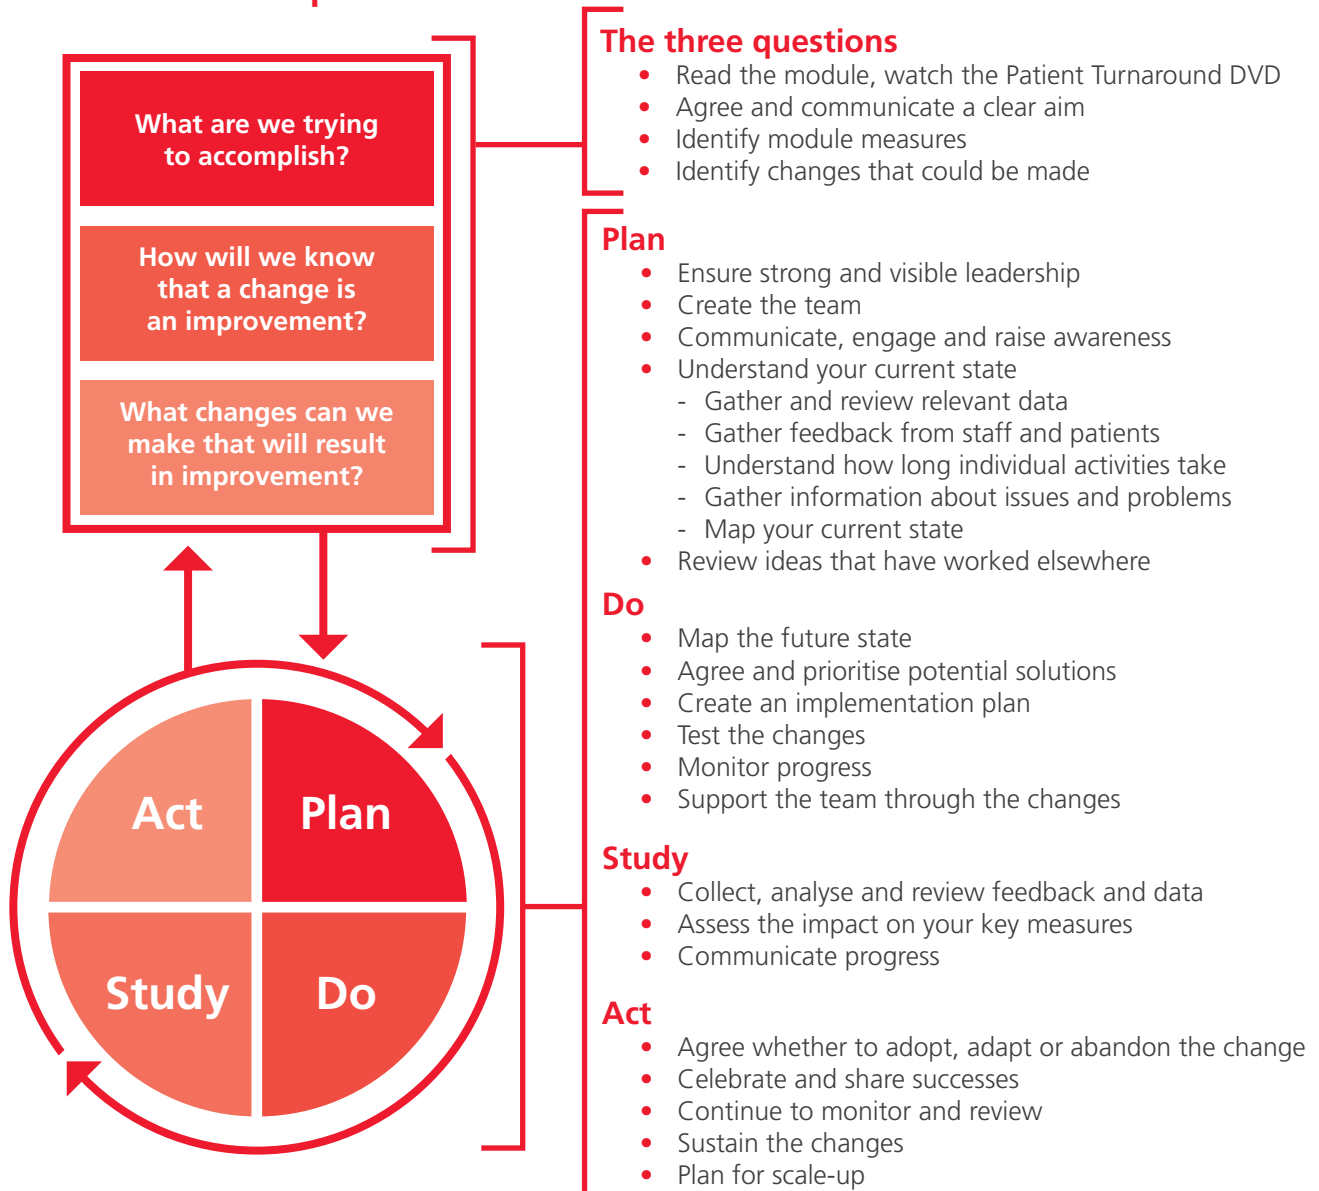 What are we trying
to accomplish?
How will we know
that a change is
an improvement?
What changes can we
make that will result
in improvement?
Act
Plan
Study
Do
The three questions
• Read the module, watch the Patient Turnaround DVD
• Agree and communicate a clear aim
• Identify module measures
• Identify changes that could be made
Plan
• Ensure strong and visible leadership
• Create the team
• Communicate, engage and raise awareness
• Understand your current state
- Gather and review relevant data
- Gather feedback from staff and patients
- Understand how long individual activities take
- Gather information about issues and problems
- Map your current state
• Review ideas that have worked elsewhere
Do
• Map the future state
• Agree and prioritise potential solutions
• Create an implementation plan
• Test the changes
• Monitor progress
• Support the team through the changes
Study
• Collect, analyse and review feedback and data
• Assess the impact on your key measures
• Communicate progress
Act
• Agree whether to adopt, adapt or abandon the change
• Celebrate and share successes
• Continue to monitor and review
• Sustain the changes
• Plan for scale-up